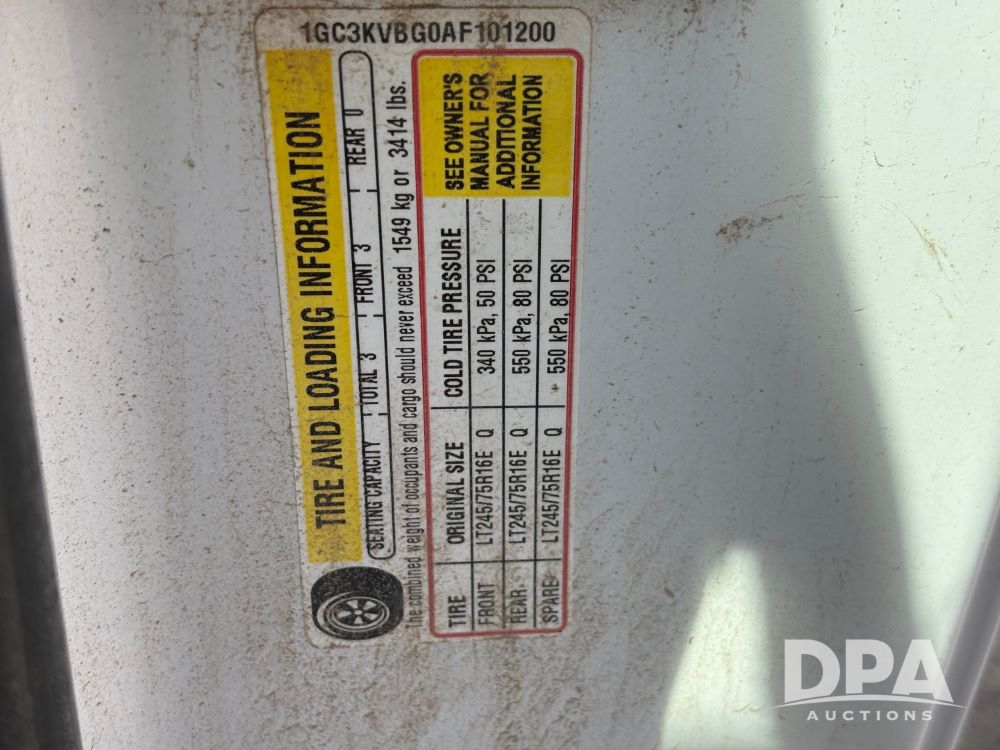 1GC3KVBG0AF101200
TIRE AND LOADING INFORMATION
SEATING CAPACITY TOTAL 3 FRONT 3 REAR 0
The combined weight of occupants and cargo should never exceed 1549 kg or 3414 lbs.
TIRE ORIGINAL SIZE COLD TIRE PRESSURE
FRONT LT245/75R16E Q 340 kPa, 50 PSI
REAR LT245/75R16E Q 550 kPa, 80 PSI
SPARE LT245/75R16E Q 550 kPa, 80 PSI
SEE OWNER'S
MANUAL FOR
ADDITIONAL
INFORMATION
DPA
AUCTIONS